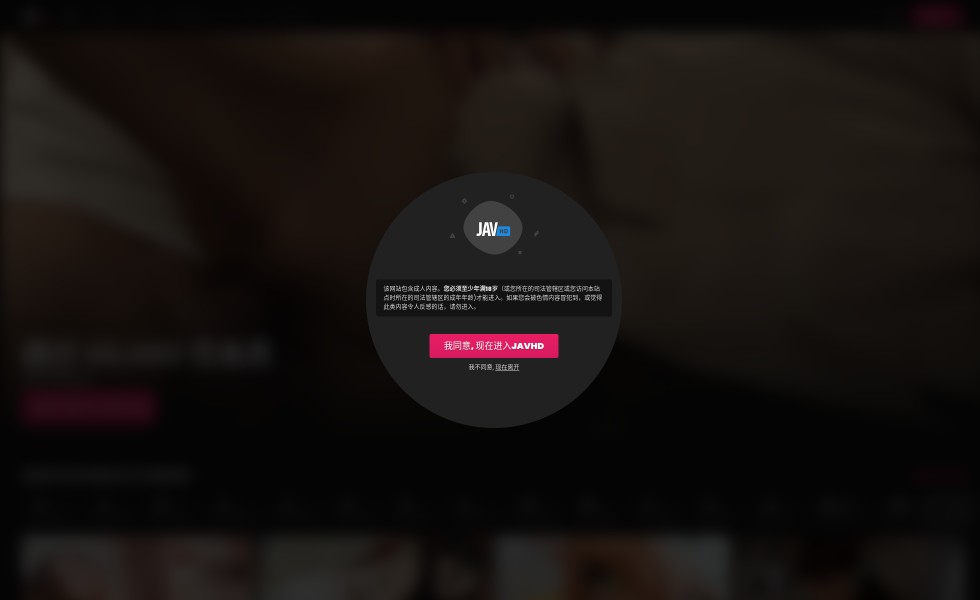 JAV HD
该网站包含成人内容。您必须至少年满18岁（或您所在的司法管辖区或您访问本站
点时所在的司法管辖区的成年年龄)才能进入。如果您会被色情内容冒犯到，或觉得
此类内容令人反感的话，请勿进入。
我同意, 现在进入JAVHD
我不同意, 现在离开